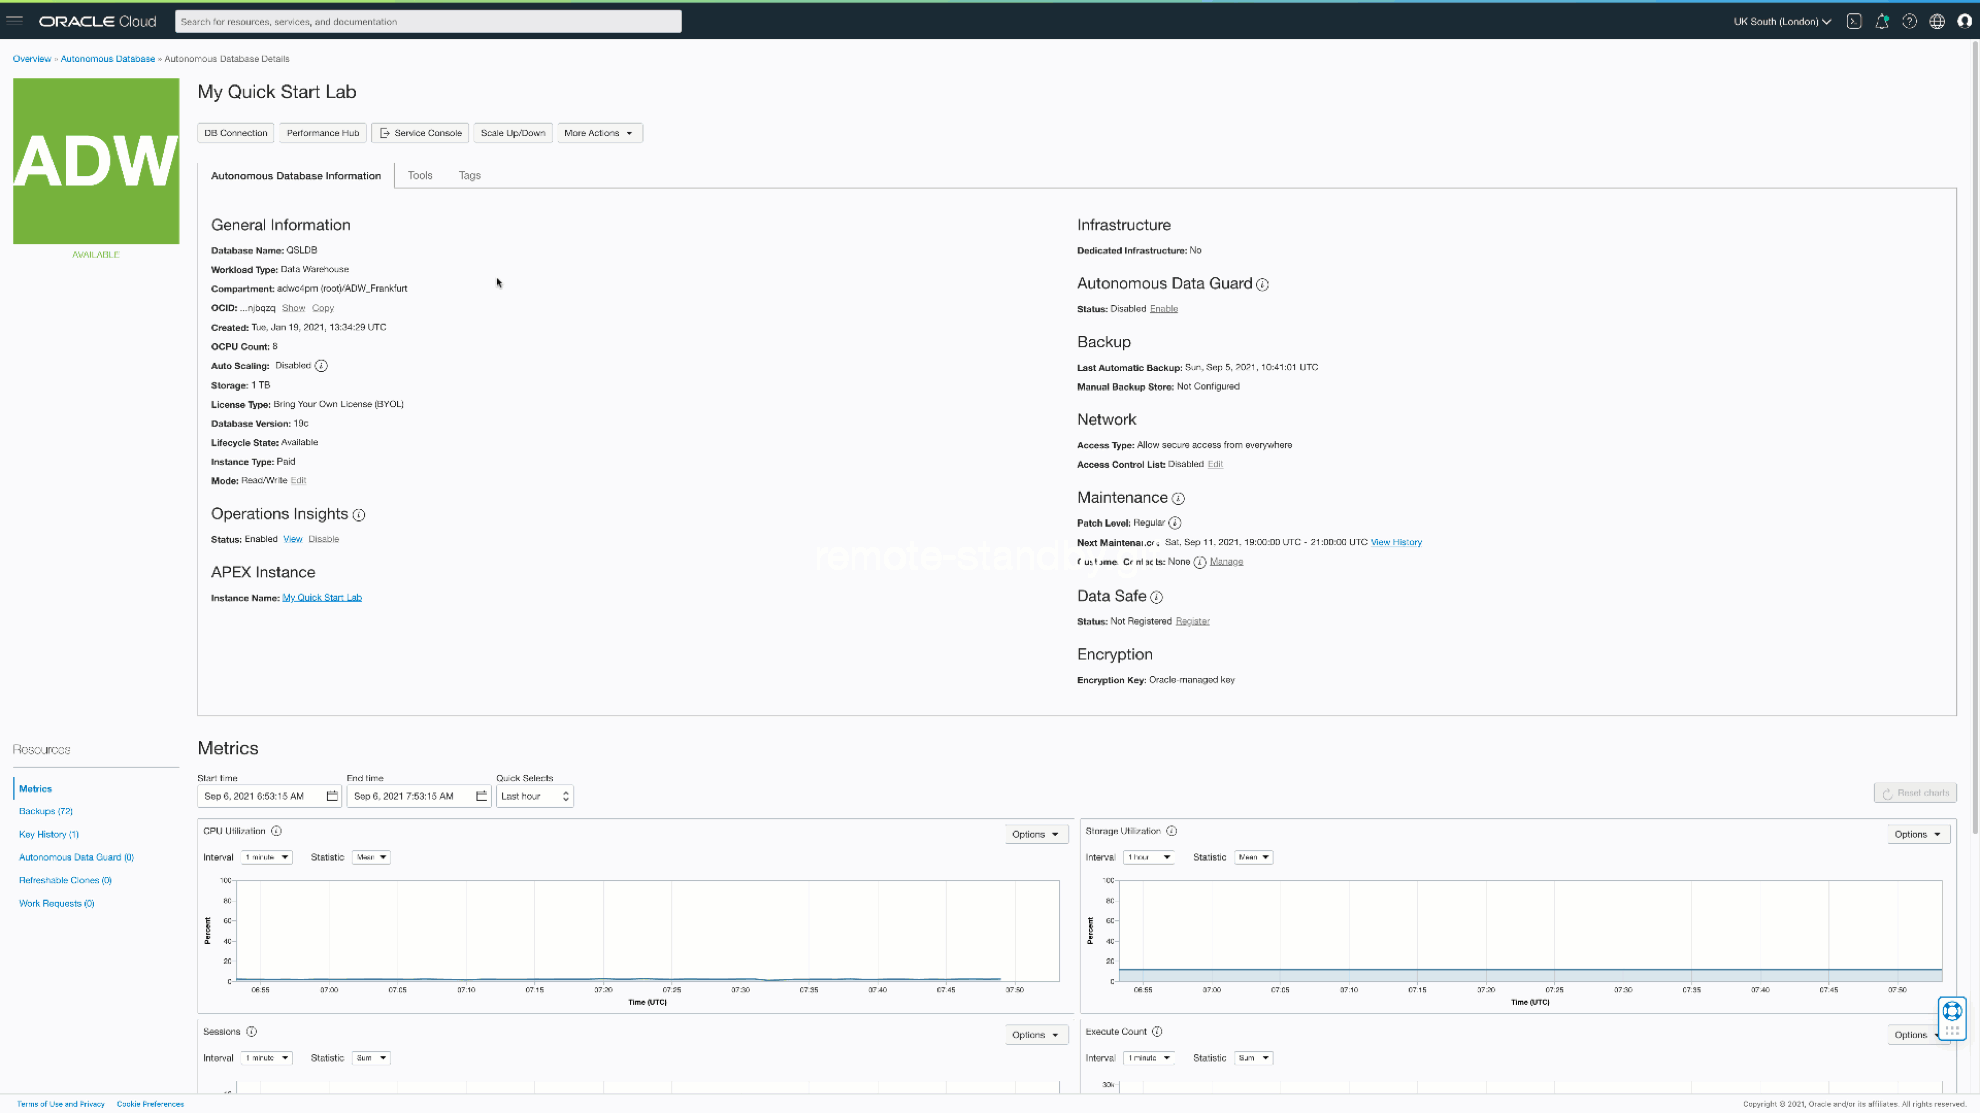 ORACLE Cloud
Search for resources, services, and documentation
UK South (London)
Overview » Autonomous Database » Autonomous Database Details
ADW
AVAILABLE
My Quick Start Lab
DB Connection
Performance Hub
Service Console
Scale Up/Down
More Actions
Autonomous Database Information
Tools
Tags
General Information
Database Name: QSLDB
Workload Type: Data Warehouse
Compartment: adwc4pm (root)/ADW_Frankfurt
OCID: ...njbqzq Show Copy
Created: Tue, Jan 19, 2021, 13:34:29 UTC
OCPU Count: 8
Auto Scaling: Disabled
Storage: 1 TB
License Type: Bring Your Own License (BYOL)
Database Version: 19c
Lifecycle State: Available
Instance Type: Paid
Mode: Read/Write Edit
Operations Insights
Status: Enabled View Disable
APEX Instance
Instance Name: My Quick Start Lab
Infrastructure
Dedicated Infrastructure: No
Autonomous Data Guard
Status: Disabled Enable
Backup
Last Automatic Backup: Sun, Sep 5, 2021, 10:41:01 UTC
Manual Backup Store: Not Configured
Network
Access Type: Allow secure access from everywhere
Access Control List: Disabled Edit
Maintenance
Patch Level: Regular
Next Maintenance: Sat, Sep 11, 2021, 19:00:00 UTC - 21:00:00 UTC View History
Customer Contacts: None Manage
Data Safe
Status: Not Registered Register
Encryption
Encryption Key: Oracle-managed key
Resources
Metrics
Backups (72)
Key History (1)
Autonomous Data Guard (0)
Refreshable Clones (0)
Work Requests (0)
Metrics
Start time
End time
Quick Selects
Sep 6, 2021 6:53:15 AM
Sep 6, 2021 7:53:15 AM
Last hour
Reset charts
CPU Utilization
Options
Interval 1 minute Statistic Mean
100
80
60
40
20
0
Percent
06:55 07:00 07:05 07:10 07:15 07:20 07:25 07:30 07:35 07:40 07:45 07:50
Time (UTC)
Storage Utilization
Options
Interval 1 hour Statistic Mean
100
80
60
40
20
0
Percent
06:55 07:00 07:05 07:10 07:15 07:20 07:25 07:30 07:35 07:40 07:45 07:50
Time (UTC)
Sessions
Options
Interval 1 minute Statistic Sum
Execute Count
Options
Interval 1 minute Statistic Sum
30k
Terms of Use and Privacy Cookie Preferences
Copyright © 2021, Oracle and/or its affiliates. All rights reserved.